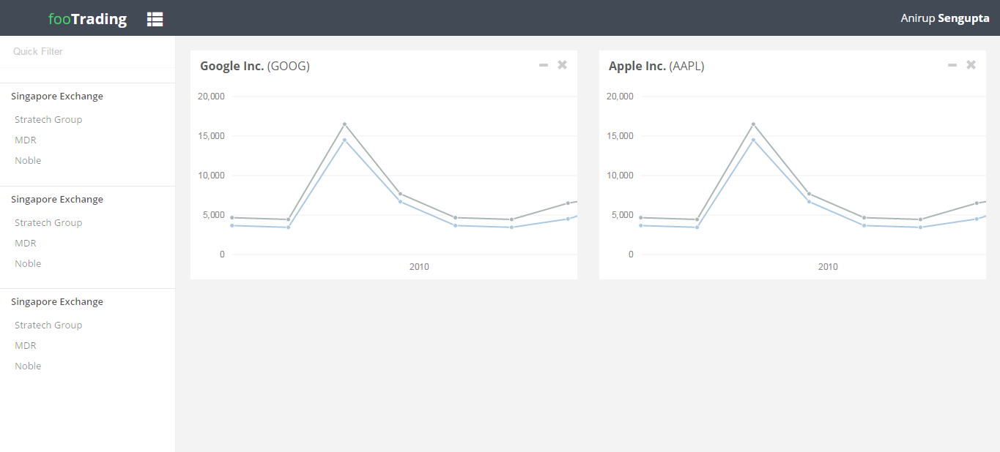 fooTrading
Anirup Sengupta
Quick Filter
Singapore Exchange
Stratech Group
MDR
Noble
Singapore Exchange
Stratech Group
MDR
Noble
Singapore Exchange
Stratech Group
MDR
Noble
Google Inc. (GOOG)
20,000
15,000
10,000
5,000
0
2010
Apple Inc. (AAPL)
20,000
15,000
10,000
5,000
0
2010